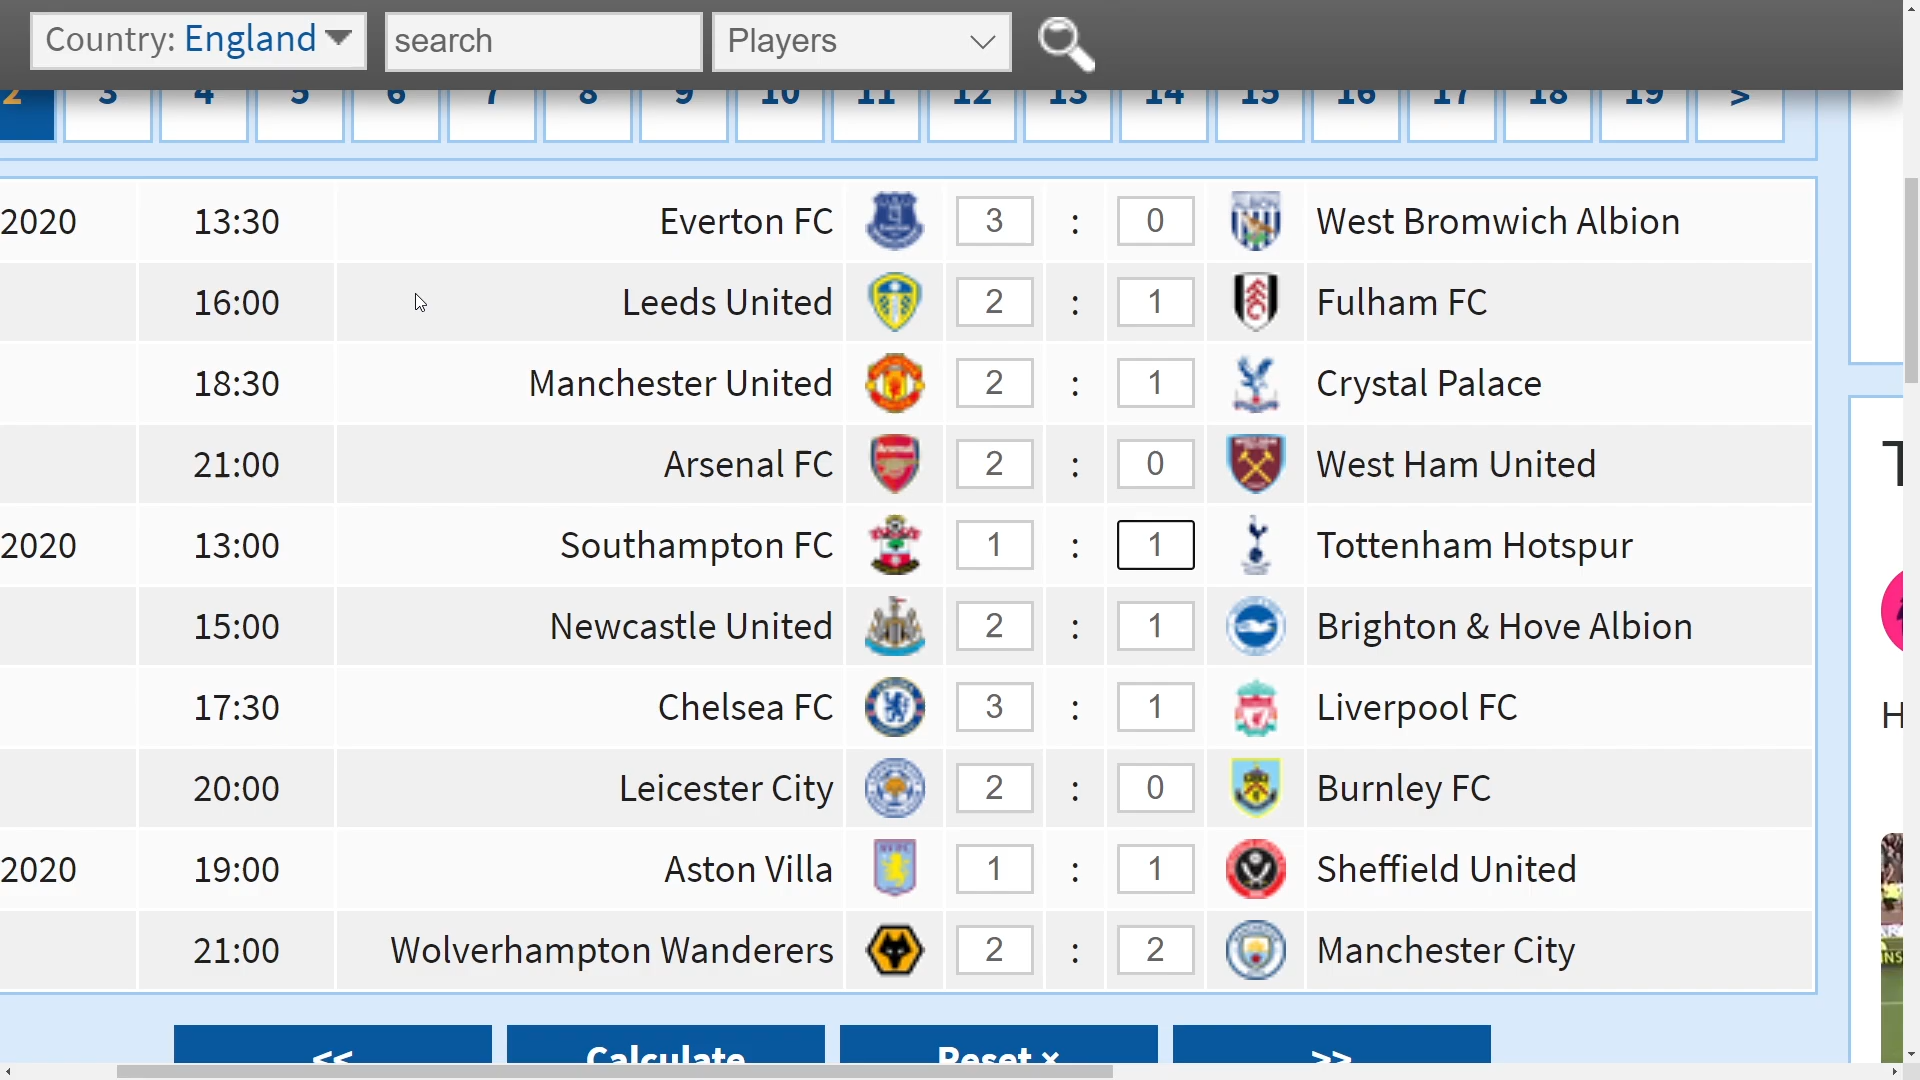 Country: England search Players
2 3 4 5 6 7 8 9 10 11 12 13 14 15 16 17 18 19 >
2020 13:30 Everton FC 3 : 0 West Bromwich Albion
16:00 Leeds United 2 : 1 Fulham FC
18:30 Manchester United 2 : 1 Crystal Palace
21:00 Arsenal FC 2 : 0 West Ham United
2020 13:00 Southampton FC 1 : 1 Tottenham Hotspur
15:00 Newcastle United 2 : 1 Brighton & Hove Albion
17:30 Chelsea FC 3 : 1 Liverpool FC
20:00 Leicester City 2 : 0 Burnley FC
2020 19:00 Aston Villa 1 : 1 Sheffield United
21:00 Wolverhampton Wanderers 2 : 2 Manchester City
<< Calculate Reset × >>
T
H